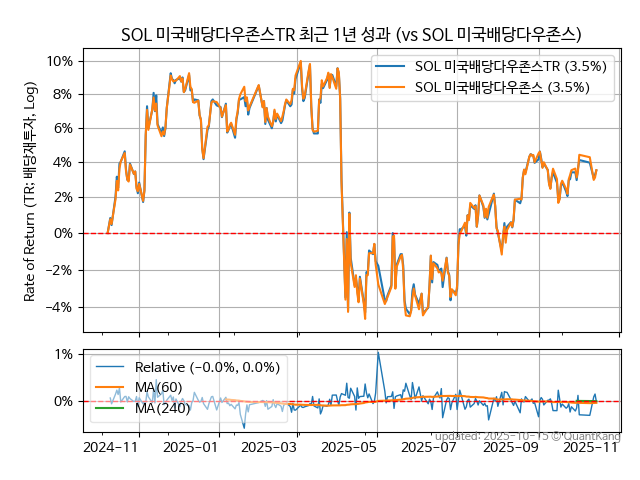 SOL 미국배당다우존스TR 최근 1년 성과 (vs SOL 미국배당다우존스)
Rate of Return (TR: 배당재투자, Log)
10%
8%
6%
4%
2%
0%
−2%
−4%
SOL 미국배당다우존스TR (3.5%)
SOL 미국배당다우존스 (3.5%)
1%
0%
Relative (−0.0%, 0.0%)
MA(60)
MA(240)
updated: 2025-10-15 © QuantKang
2024−11
2025−01
2025−03
2025−05
2025−07
2025−09
2025−11